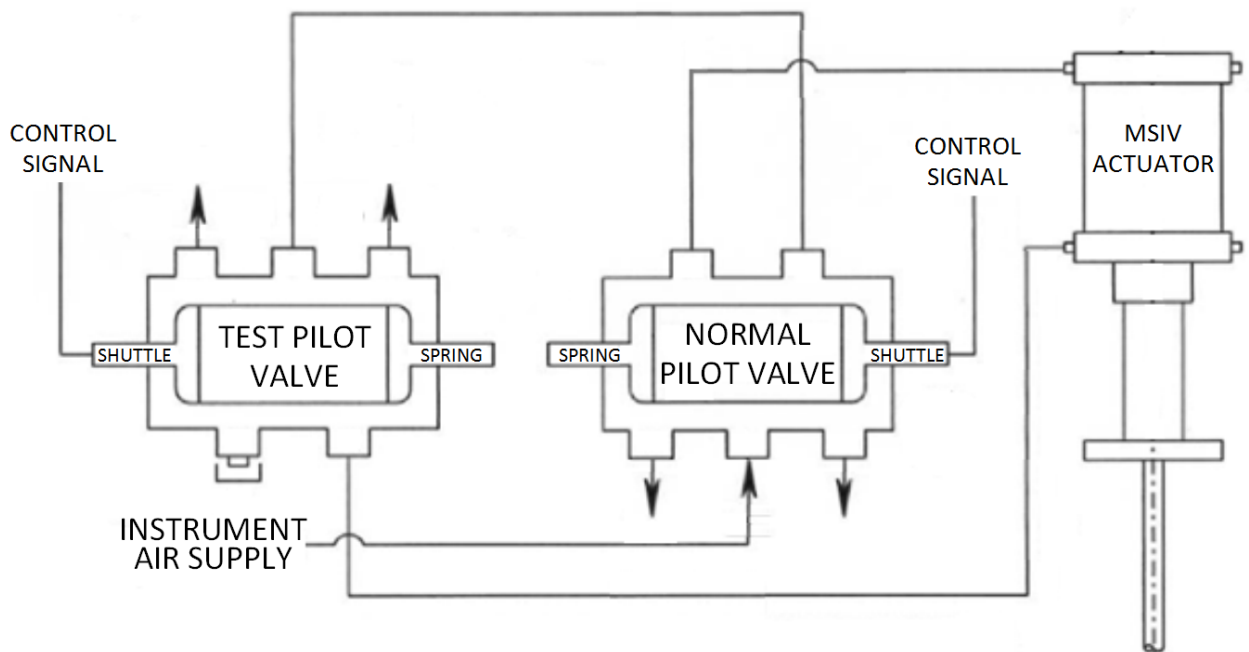 CONTROL
SIGNAL
CONTROL
SIGNAL
MSIV
ACTUATOR
SHUTTLE
TEST PILOT
VALVE
SPRING
SPRING
NORMAL
PILOT VALVE
SHUTTLE
INSTRUMENT
AIR SUPPLY